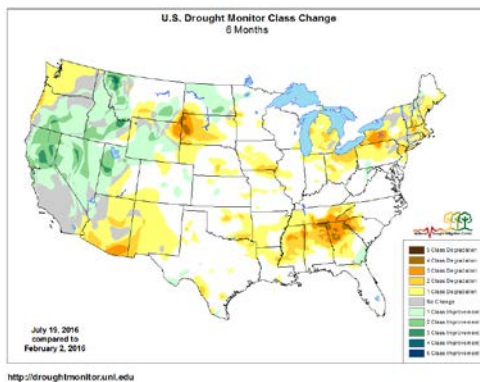 U.S. Drought Monitor Class Change
6 Months
5 Class Degradation
4 Class Degradation
3 Class Degradation
2 Class Degradation
1 Class Degradation
No Change
1 Class Improvement
2 Class Improvement
3 Class Improvement
4 Class Improvement
5 Class Improvement
July 19, 2016
compared to
February 2, 2016
http://droughtmonitor.unl.edu